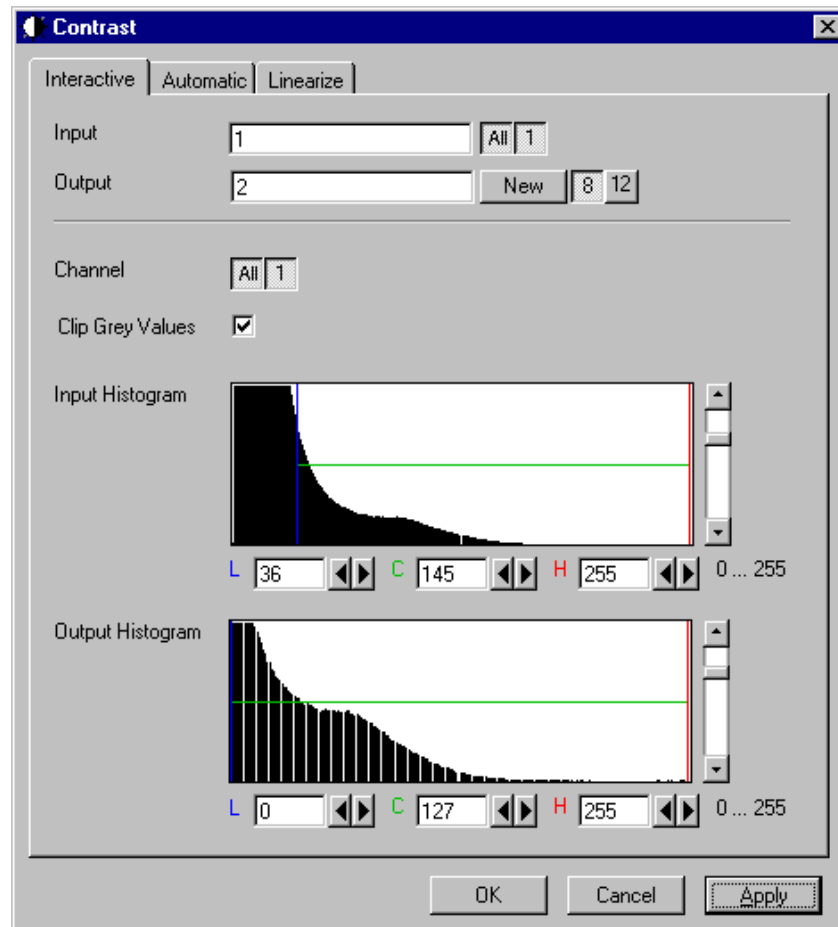 Contrast
Interactive Automatic Linearize
Input 1 All 1
Output 2 New 8 12
Channel All 1
Clip Grey Values
Input Histogram
L 36 C 145 H 255 0 ... 255
Output Histogram
L 0 C 127 H 255 0 ... 255
OK Cancel Apply